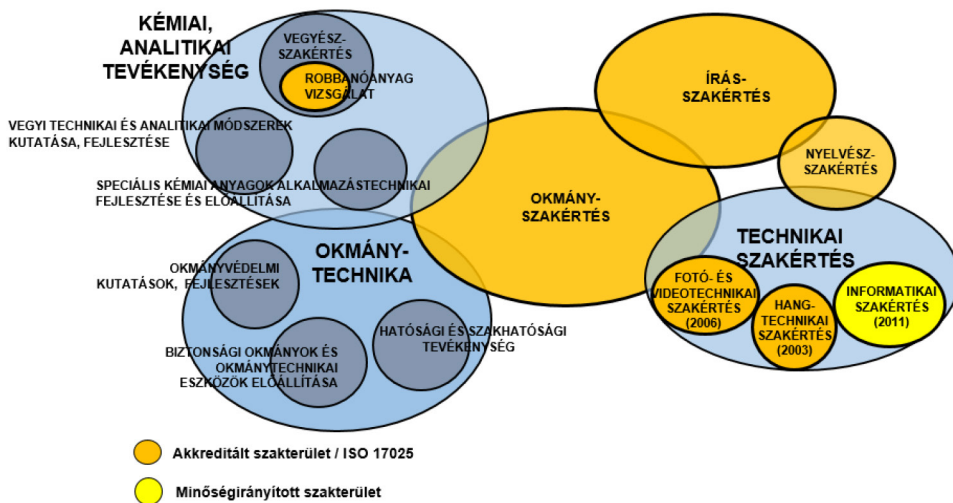 KÉMIAI,
ANALITIKAI
TEVÉKENYSÉG
VEGYÉSZ-
SZAKÉRTÉS
ROBBANÓANYAG
VIZSGÁLAT
VEGYI TECHNIKAI ÉS ANALITIKAI MÓDSZEREK
KUTATÁSA, FEJLESZTÉSE
SPECIÁLIS KÉMIAI ANYAGOK ALKALMAZÁSTECHNIKAI
FEJLESZTÉSE ÉS ELŐÁLLÍTÁSA
OKMÁNY-
SZAKÉRTÉS
ÍRÁS-
SZAKÉRTÉS
NYELVÉSZ-
SZAKÉRTÉS
OKMÁNY-
TECHNIKA
OKMÁNYVÉDELMI
KUTATÁSOK, FEJLESZTÉSEK
HATÓSÁGI ÉS SZAKHATÓSÁGI
TEVÉKENYSÉG
BIZTONSÁGI OKMÁNYOK ÉS
OKMÁNYTECHNIKAI
ESZKÖZÖK ELŐÁLLÍTÁSA
TECHNIKAI
SZAKÉRTÉS
FOTÓ- ÉS
VIDEOTECHNIKAI
SZAKÉRTÉS
(2006)
HANG-
TECHNIKAI
SZAKÉRTÉS
(2003)
INFORMATIKAI
SZAKÉRTÉS
(2011)
Akkreditált szakterület / ISO 17025
Minőségirányított szakterület